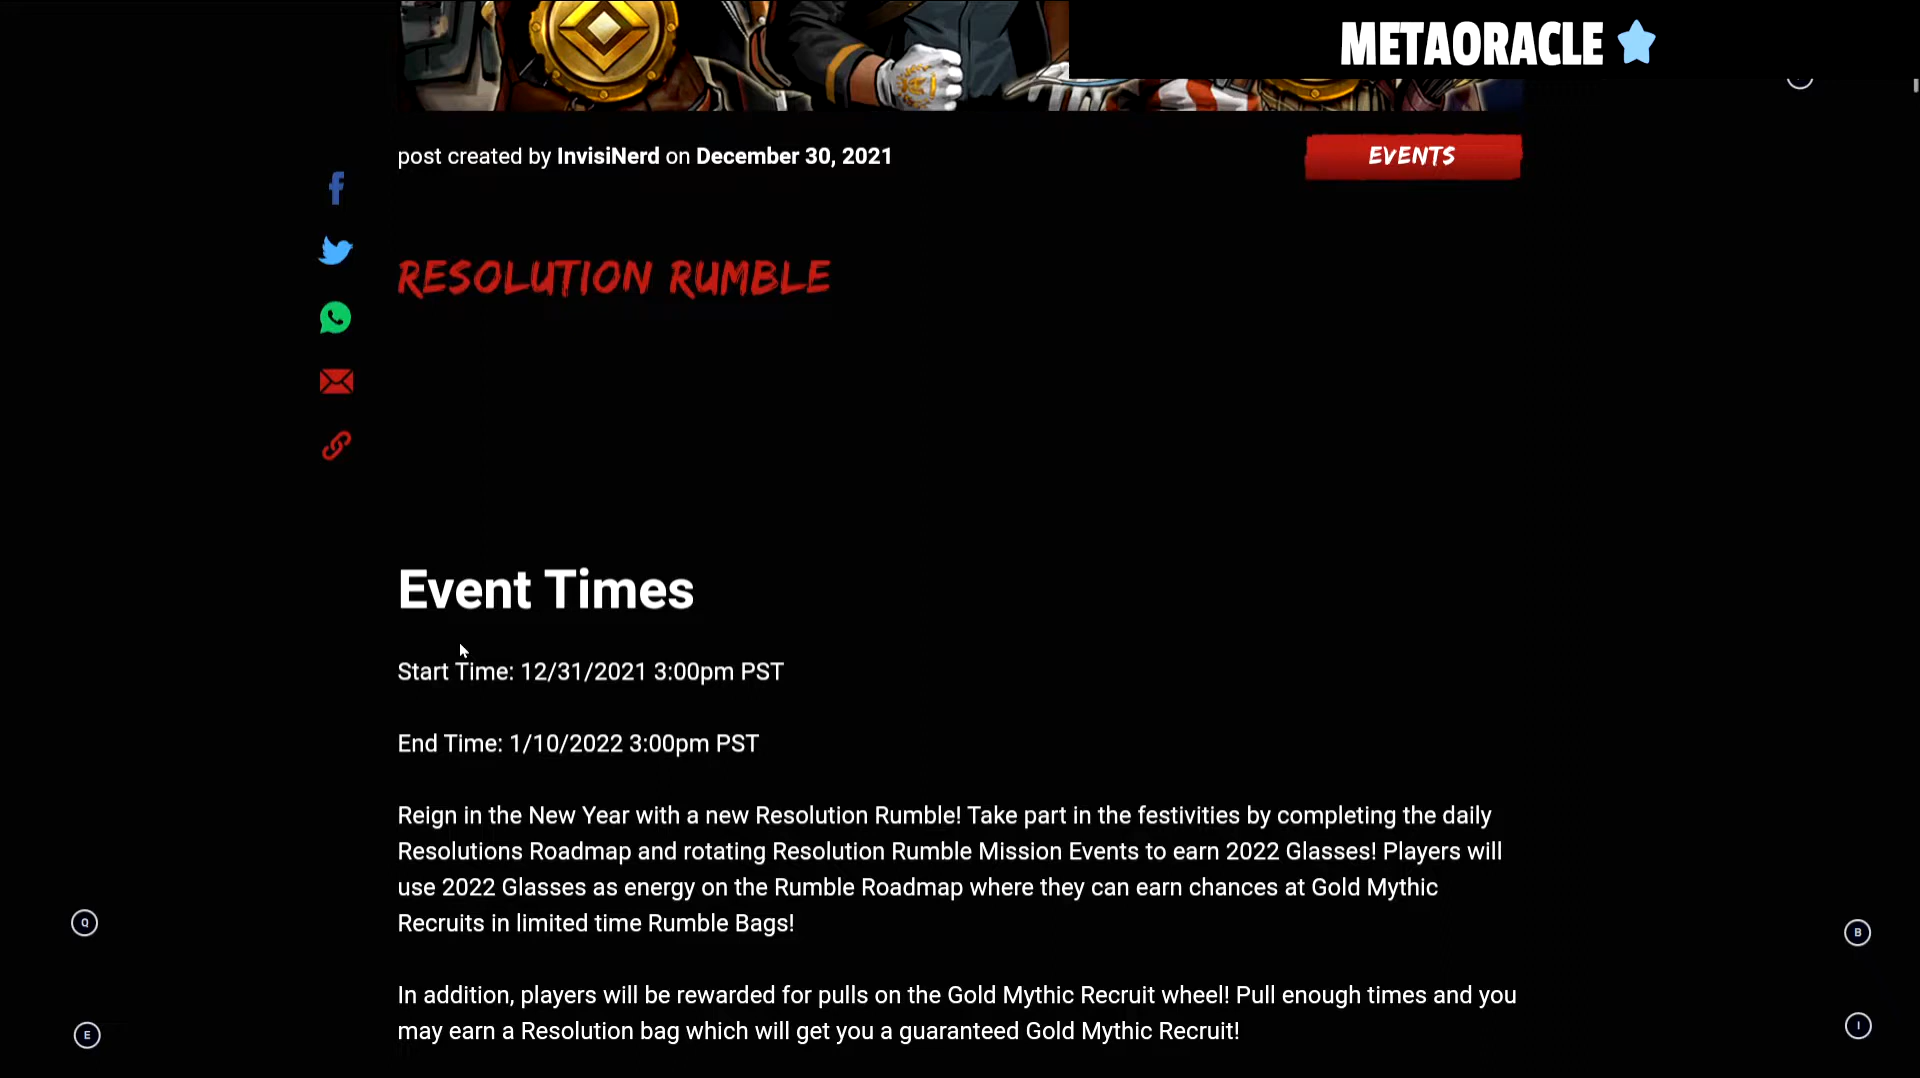 METAORACLE
post created by InvisiNerd on December 30, 2021
EVENTS
RESOLUTION RUMBLE
Event Times
Start Time: 12/31/2021 3:00pm PST
End Time: 1/10/2022 3:00pm PST
Reign in the New Year with a new Resolution Rumble! Take part in the festivities by completing the daily
Resolutions Roadmap and rotating Resolution Rumble Mission Events to earn 2022 Glasses! Players will
use 2022 Glasses as energy on the Rumble Roadmap where they can earn chances at Gold Mythic
Recruits in limited time Rumble Bags!
Q
B
In addition, players will be rewarded for pulls on the Gold Mythic Recruit wheel! Pull enough times and you
may earn a Resolution bag which will get you a guaranteed Gold Mythic Recruit!
E
I